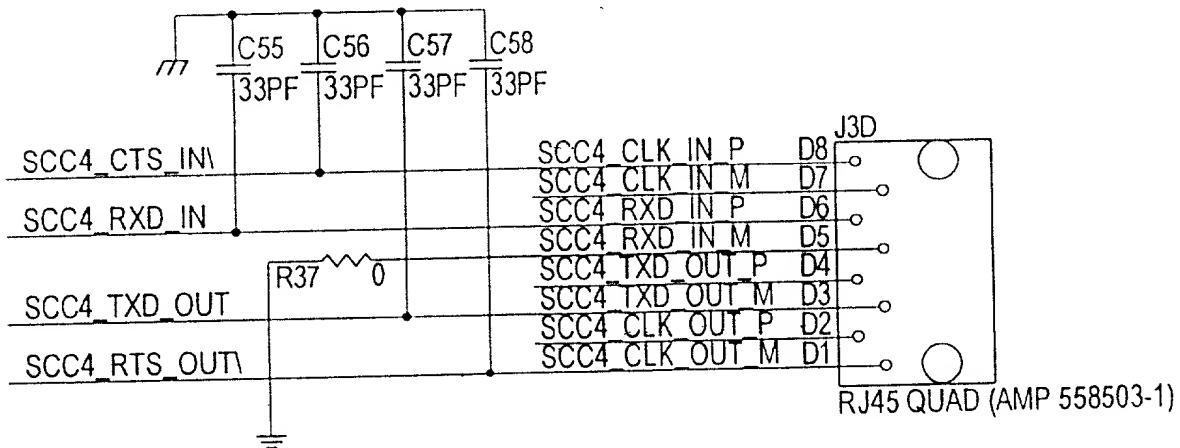 C55
C56
C57
C58
33PF
33PF
33PF
33PF
J3D
SCC4_CTS_IN\
SCC4_CLK_IN_P D8
SCC4_CLK_IN_M D7
SCC4_RXD_IN
SCC4_RXD_IN_P D6
SCC4_RXD_IN_M D5
R37 0
SCC4_TXD_OUT_P D4
SCC4_TXD_OUT
SCC4_TXD_OUT_M D3
SCC4_CLK_OUT_P D2
SCC4_RTS_OUT\
SCC4_CLK_OUT_M D1
RJ45 QUAD (AMP 558503-1)